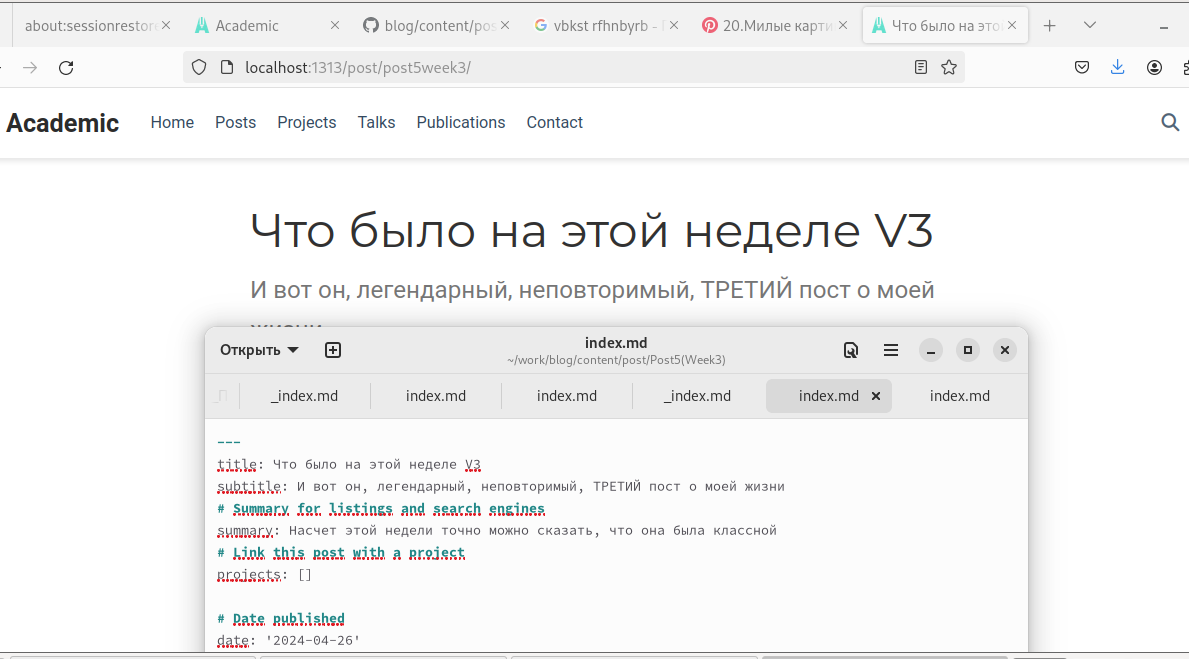 about:sessionrestore
Academic
blog/content/pos
vbkst rfhnbyrb -
20.Милые карти
Что было на это
localhost:1313/post/post5week3/
Academic Home Posts Projects Talks Publications Contact
Что было на этой неделе V3
И вот он, легендарный, неповторимый, ТРЕТИЙ пост о моей
жизни
Открыть
index.md
~/work/blog/content/post/Post5(Week3)
_index.md index.md index.md _index.md index.md index.md
---
title: Что было на этой неделе V3
subtitle: И вот он, легендарный, неповторимый, ТРЕТИЙ пост о моей жизни
# Summary for listings and search engines
summary: Насчет этой недели точно можно сказать, что она была классной
# Link this post with a project
projects: []
# Date published
date: '2024-04-26'